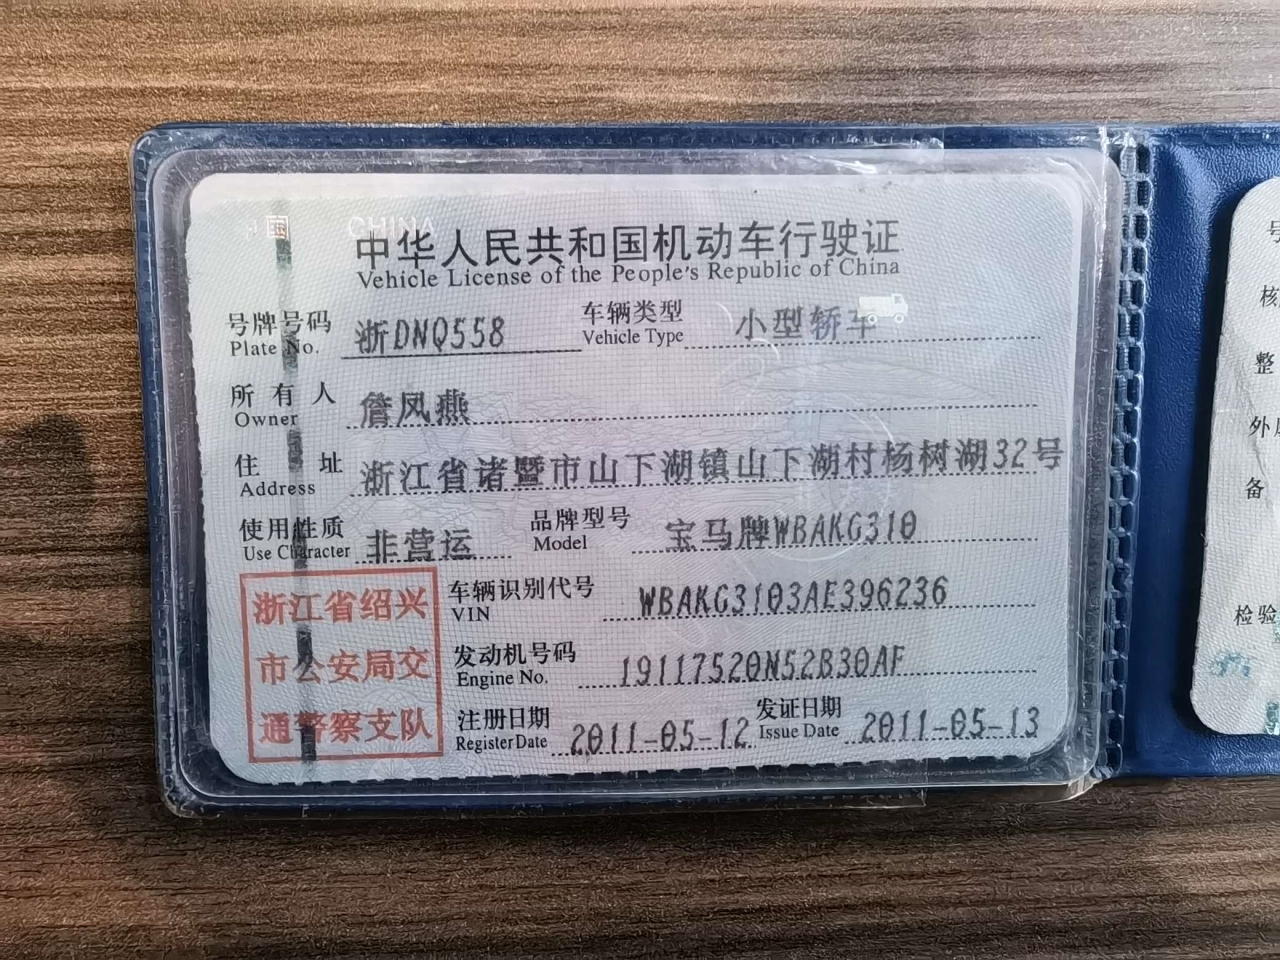 中国 CHINA
中华人民共和国机动车行驶证
Vehicle License of the People's Republic of China
号牌号码 浙DNQ558 车辆类型 小型轿车
Plate No. Vehicle Type
所有人 詹凤燕
Owner
住址 浙江省诸暨市山下湖镇山下湖村杨树湖32号
Address
使用性质 非营运 品牌型号 宝马牌WBAKG310
Use Character Model
车辆识别代号 WBAKG3103AE396236
VIN
发动机号码 19117520N52B30AF
Engine No.
注册日期 2011-05-12 发证日期 2011-05-13
Register Date Issue Date
浙江省绍兴
市公安局交
通警察支队
号
核
整
外
备
检验